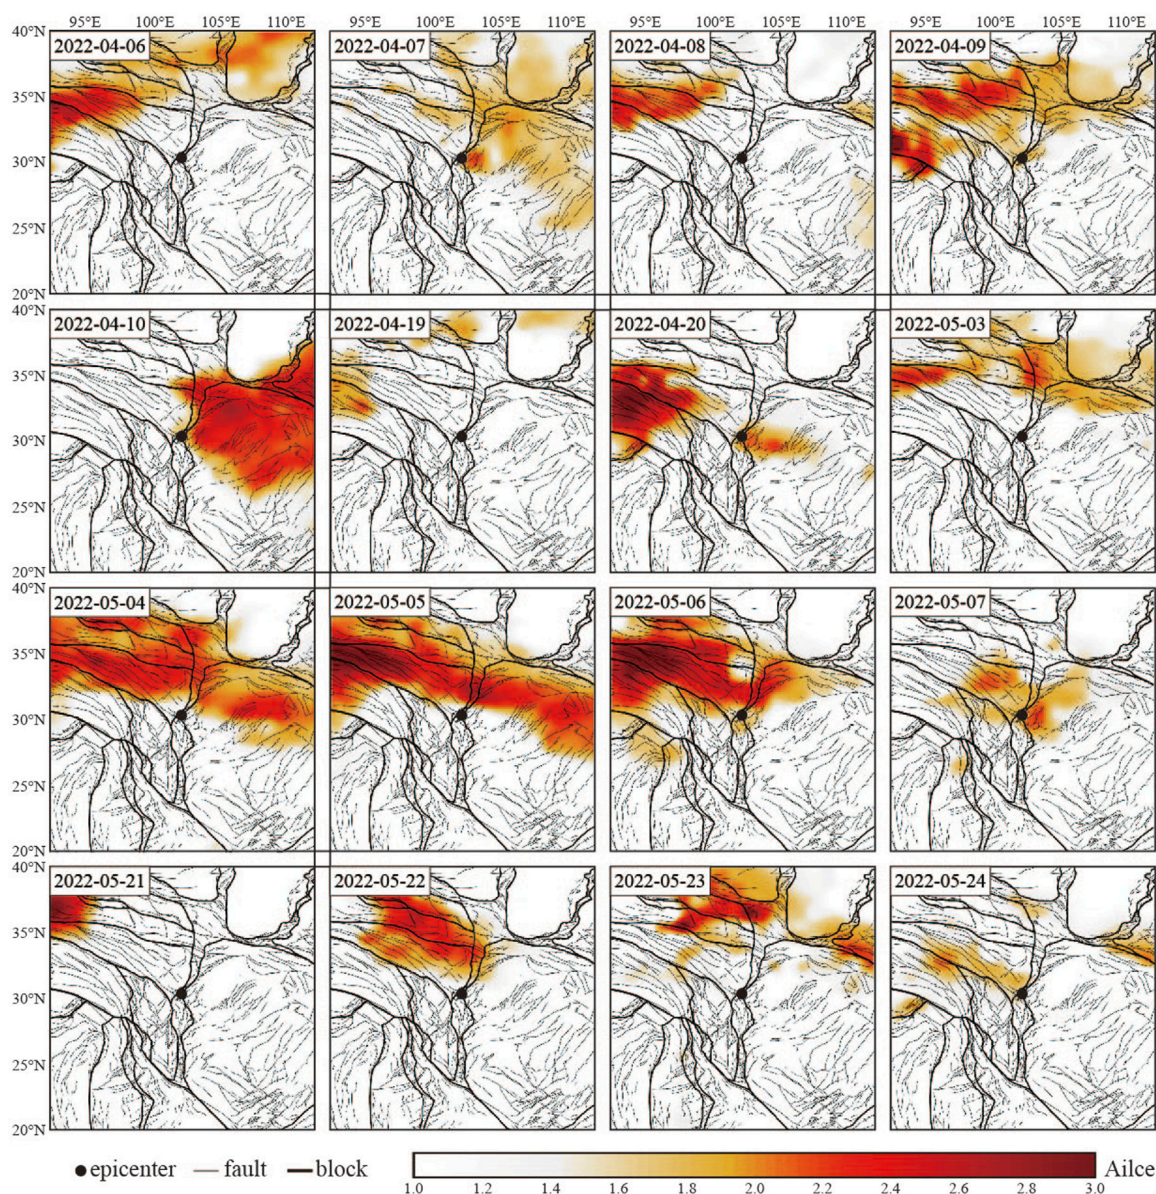 95°E 100°E 105°E 110°E 95°E 100°E 105°E 110°E 95°E 100°E 105°E 110°E 95°E 100°E 105°E 110°E
40°N
2022-04-06 2022-04-07 2022-04-08 2022-04-09
35°N
30°N
25°N
20°N
40°N
2022-04-10 2022-04-19 2022-04-20 2022-05-03
35°N
30°N
25°N
20°N
40°N
2022-05-04 2022-05-05 2022-05-06 2022-05-07
35°N
30°N
25°N
20°N
40°N
2022-05-21 2022-05-22 2022-05-23 2022-05-24
35°N
30°N
25°N
20°N
epicenter fault block Ailce
1.0 1.2 1.4 1.6 1.8 2.0 2.2 2.4 2.6 2.8 3.0